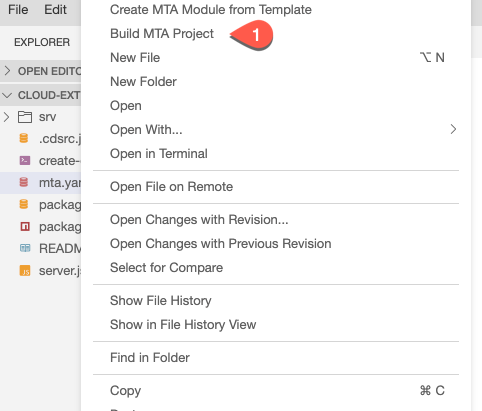 File Edit
EXPLORER
OPEN EDITO
CLOUD-EXT
srv
.cdsrc.j
create-
mta.yar
packag
packag
READM
server.js
Create MTA Module from Template
Build MTA Project
1
New File ⌥ N
New Folder
Open
Open With...
Open in Terminal
Open File on Remote
Open Changes with Revision...
Open Changes with Previous Revision
Select for Compare
Show File History
Show in File History View
Find in Folder
Copy ⌘ C